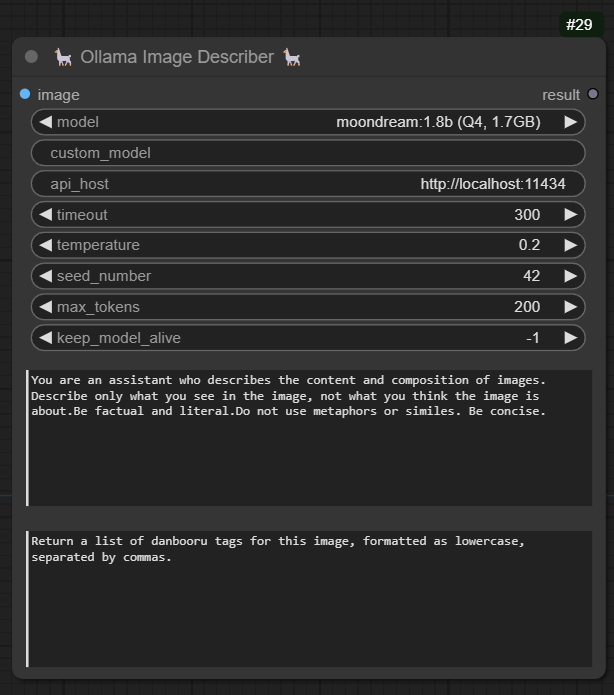 #29
Ollama Image Describer
image result
model moondream:1.8b (Q4, 1.7GB)
custom_model
api_host http://localhost:11434
timeout 300
temperature 0.2
seed_number 42
max_tokens 200
keep_model_alive -1
You are an assistant who describes the content and composition of images.
Describe only what you see in the image, not what you think the image is
about.Be factual and literal.Do not use metaphors or similes. Be concise.
Return a list of danbooru tags for this image, formatted as lowercase,
separated by commas.